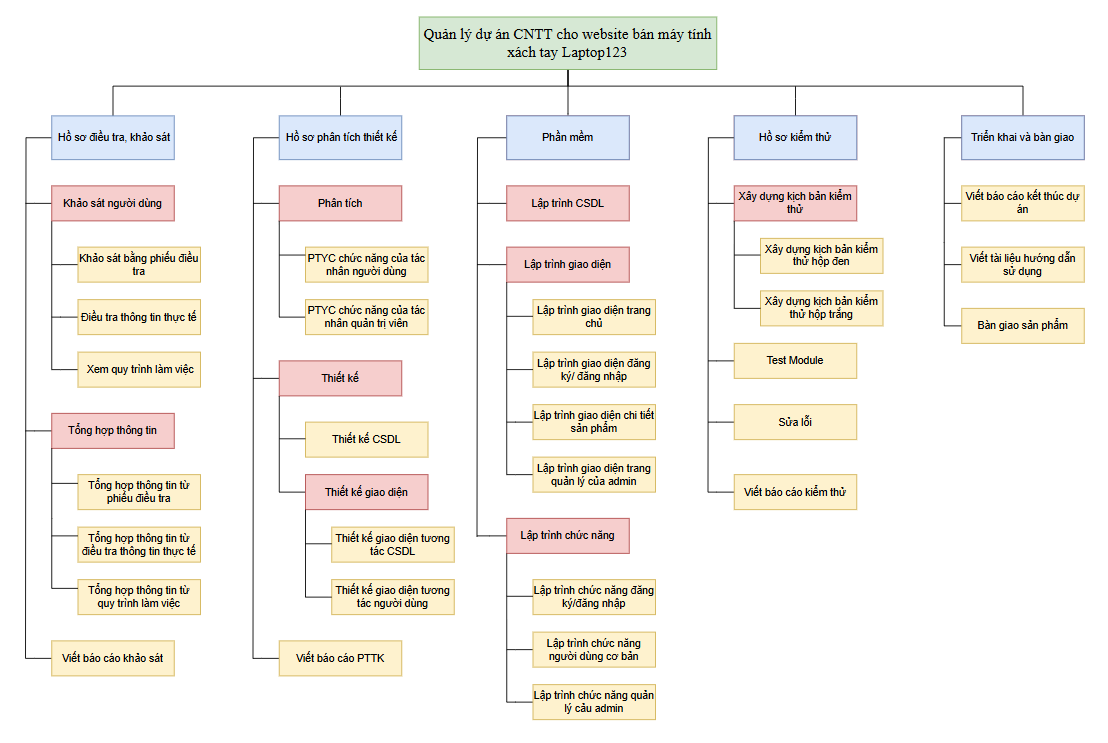 Quản lý dự án CNTT cho website bán máy tính
xách tay Laptop123
Hồ sơ điều tra, khảo sát
Khảo sát người dùng
Khảo sát bằng phiếu điều
tra
Điều tra thông tin thực tế
Xem quy trình làm việc
Tổng hợp thông tin
Tổng hợp thông tin từ
phiếu điều tra
Tổng hợp thông tin từ
điều tra thông tin thực tế
Tổng hợp thông tin từ
quy trình làm việc
Viết báo cáo khảo sát
Hồ sơ phân tích thiết kế
Phân tích
PTYC chức năng của tác
nhân người dùng
PTYC chức năng của tác
nhân quản trị viên
Thiết kế
Thiết kế CSDL
Thiết kế giao diện
Thiết kế giao diện tương
tác CSDL
Thiết kế giao diện tương
tác người dùng
Viết báo cáo PTTK
Phần mềm
Lập trình CSDL
Lập trình giao diện
Lập trình giao diện trang
chủ
Lập trình giao diện đăng
ký/ đăng nhập
Lập trình giao diện chi tiết
sản phẩm
Lập trình giao diện trang
quản lý của admin
Lập trình chức năng
Lập trình chức năng đăng
ký/đăng nhập
Lập trình chức năng
người dùng cơ bản
Lập trình chức năng quản
lý cảu admin
Hồ sơ kiểm thử
Xây dựng kịch bản kiểm
thử
Xây dựng kịch bản kiểm
thử hộp đen
Xây dựng kịch bản kiểm
thử hộp trắng
Test Module
Sửa lỗi
Viết báo cáo kiểm thử
Triển khai và bàn giao
Viết báo cáo kết thúc dự
án
Viết tài liệu hướng dẫn
sử dụng
Bàn giao sản phẩm